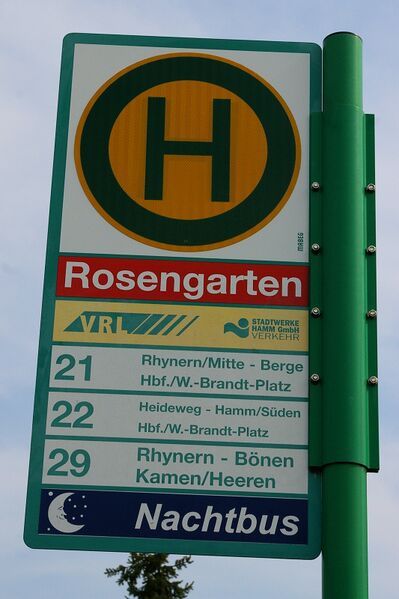 H
MABEG
Rosengarten
VRL
STADTWERKE
HAMM GmbH
VERKEHR
21 Rhynern/Mitte - Berge
Hbf./W.-Brandt-Platz
22 Heideweg - Hamm/Süden
Hbf./W.-Brandt-Platz
29 Rhynern - Bönen
Kamen/Heeren
Nachtbus